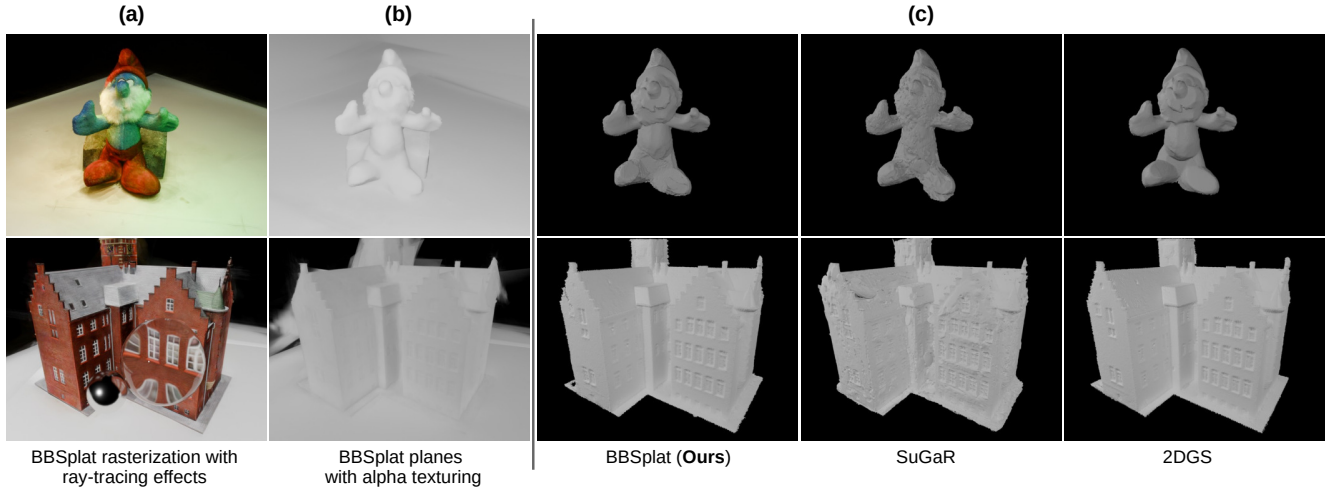 (a)
(b)
(c)
BBSplat rasterization with
ray-tracing effects
BBSplat planes
with alpha texturing
BBSplat (Ours)
SuGaR
2DGS